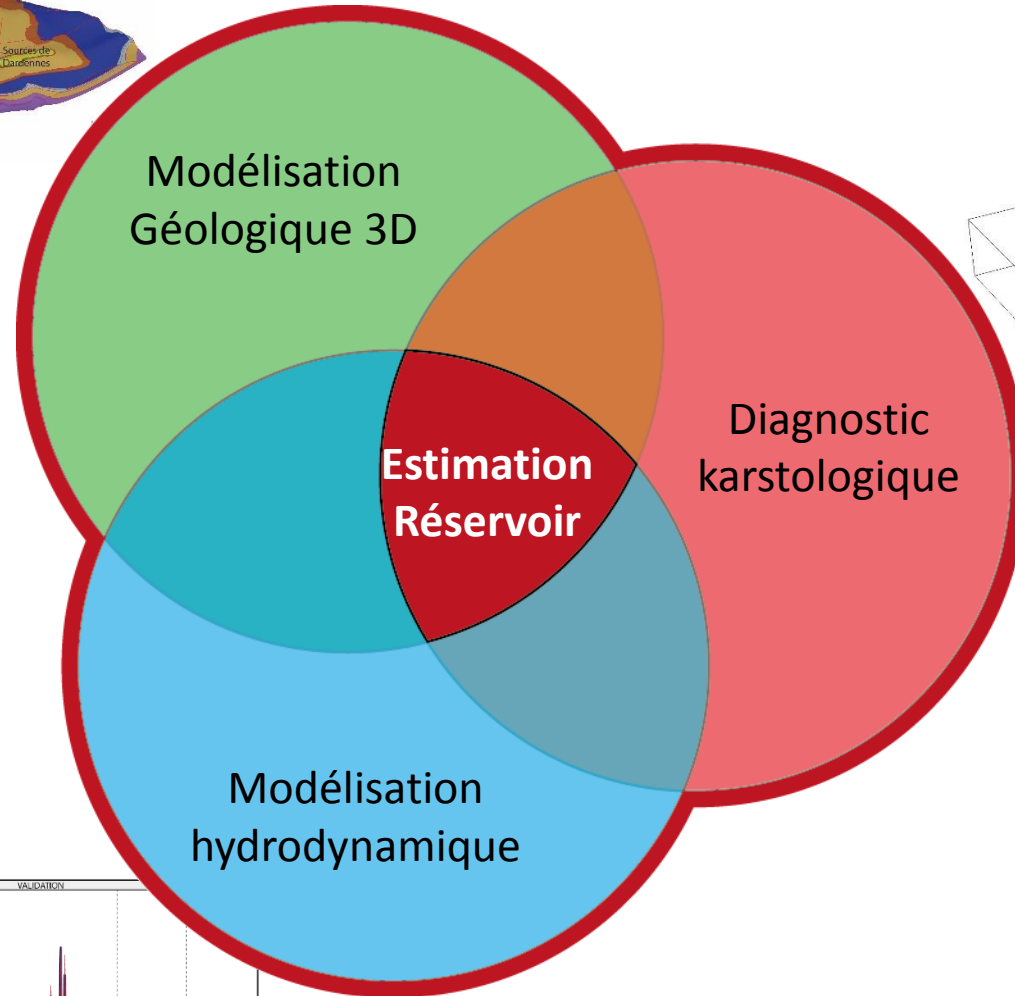 Sources de
Dardennes
Modélisation
Géologique 3D
Diagnostic
karstologique
Estimation
Réservoir
Modélisation
hydrodynamique
VALIDATION